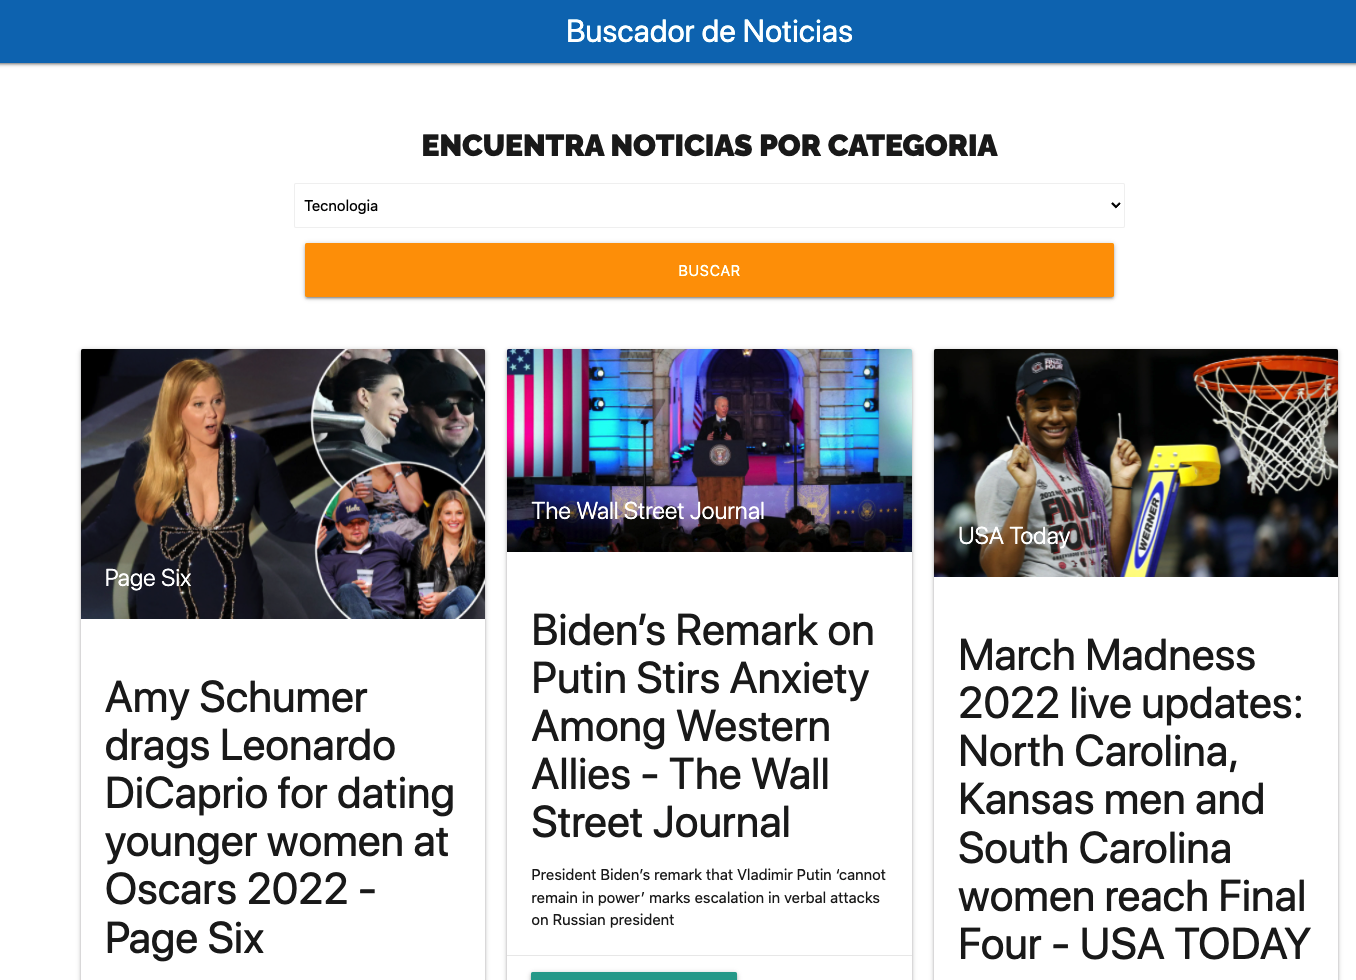 Buscador de Noticias
ENCUENTRA NOTICIAS POR CATEGORIA
Tecnologia
BUSCAR
Page Six
Amy Schumer
drags Leonardo
DiCaprio for dating
younger women at
Oscars 2022 -
Page Six
The Wall Street Journal
Biden’s Remark on
Putin Stirs Anxiety
Among Western
Allies - The Wall
Street Journal
President Biden’s remark that Vladimir Putin ‘cannot
remain in power’ marks escalation in verbal attacks
on Russian president
FINAL
FOUR
WERNER
USA Today
March Madness
2022 live updates:
North Carolina,
Kansas men and
South Carolina
women reach Final
Four - USA TODAY